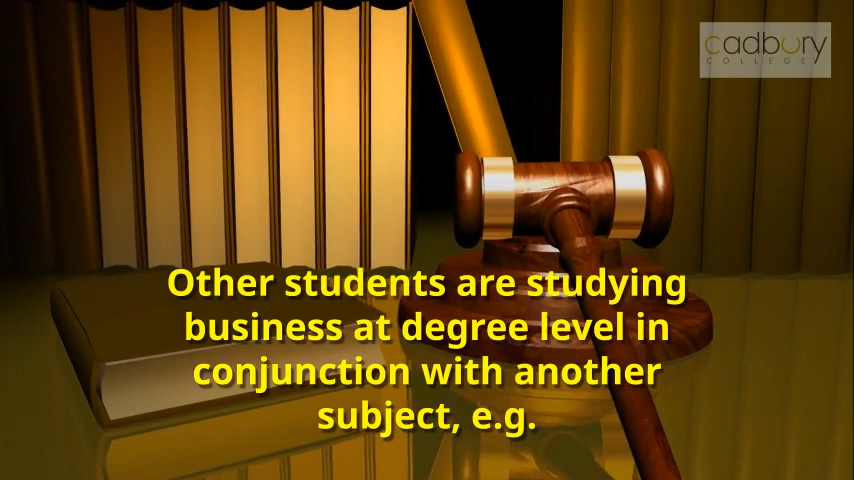 cadbury
COLLEGE
Other students are studying
business at degree level in
conjunction with another
subject, e.g.